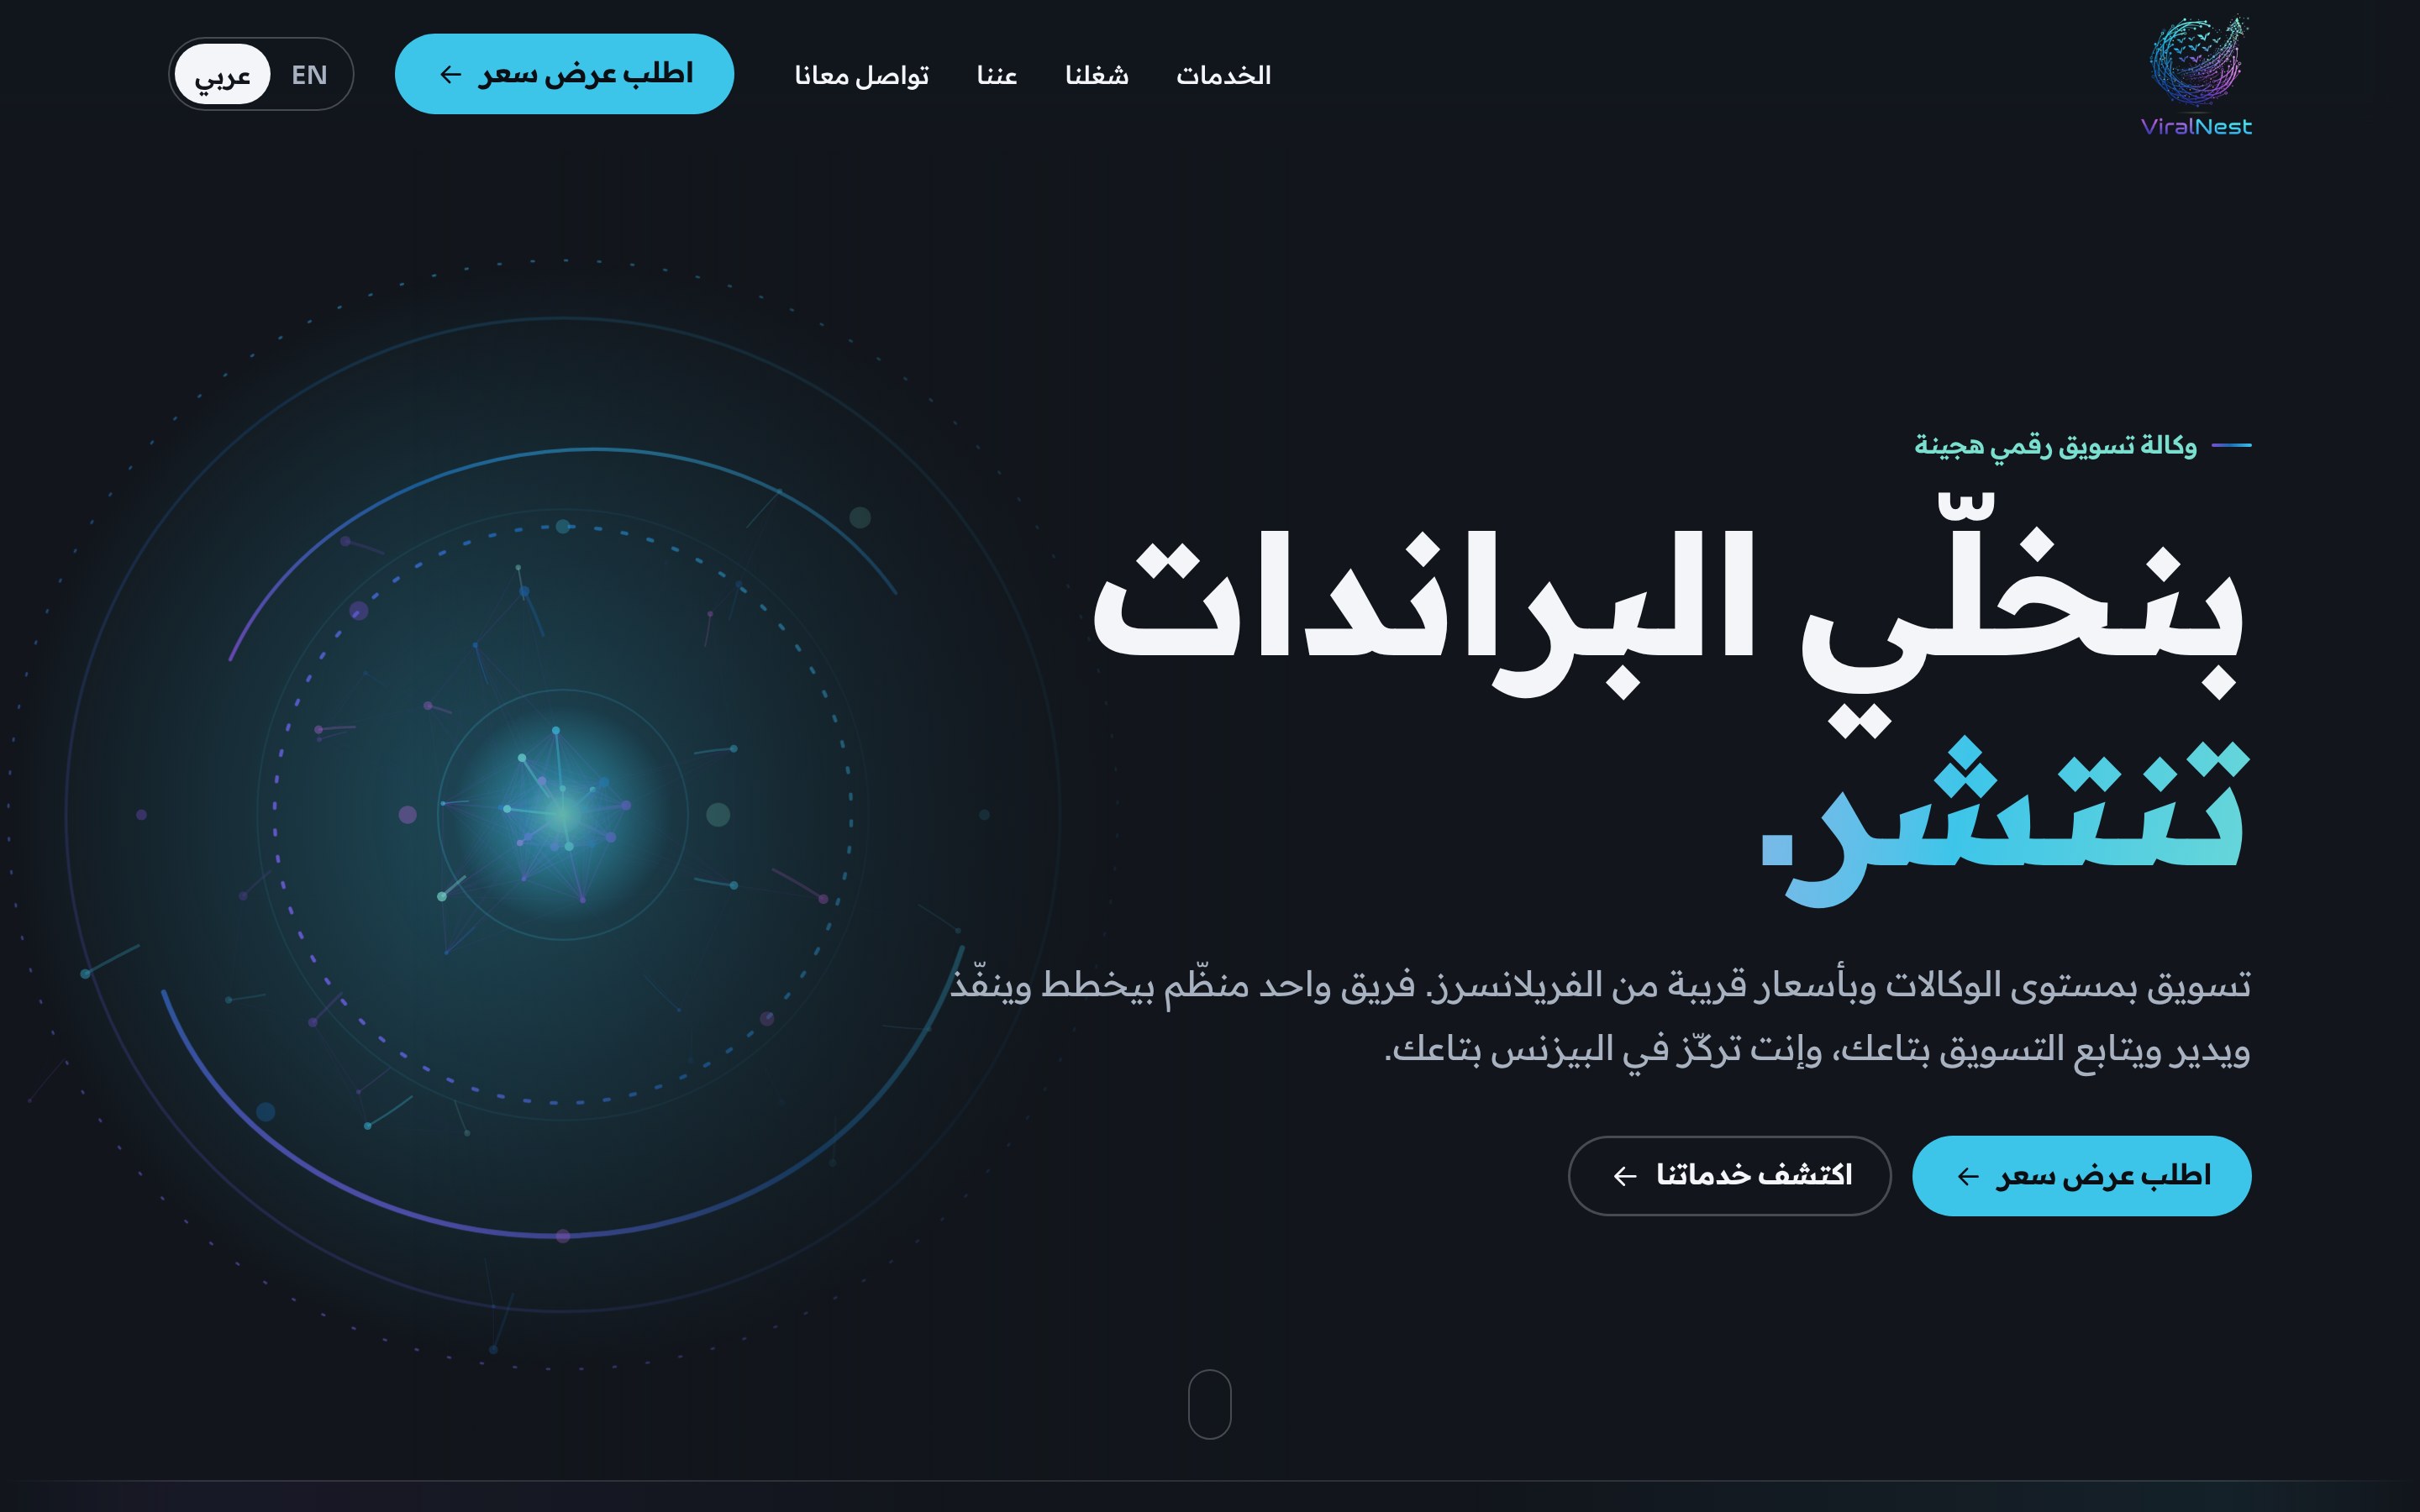 ViralNest
الخدمات
شغلنا
عننا
تواصل معانا
اطلب عرض سعر ←
EN
عربي
وكالة تسويق رقمي هجينة
بنخلّي البراندات
تنتشر.
تسويق بمستوى الوكالات وبأسعار قريبة من الفريلانسرز. فريق واحد منظّم بيخطط وينفّذ
ويدير ويتابع التسويق بتاعك، وإنت تركّز في البيزنس بتاعك.
اطلب عرض سعر ←
اكتشف خدماتنا ←